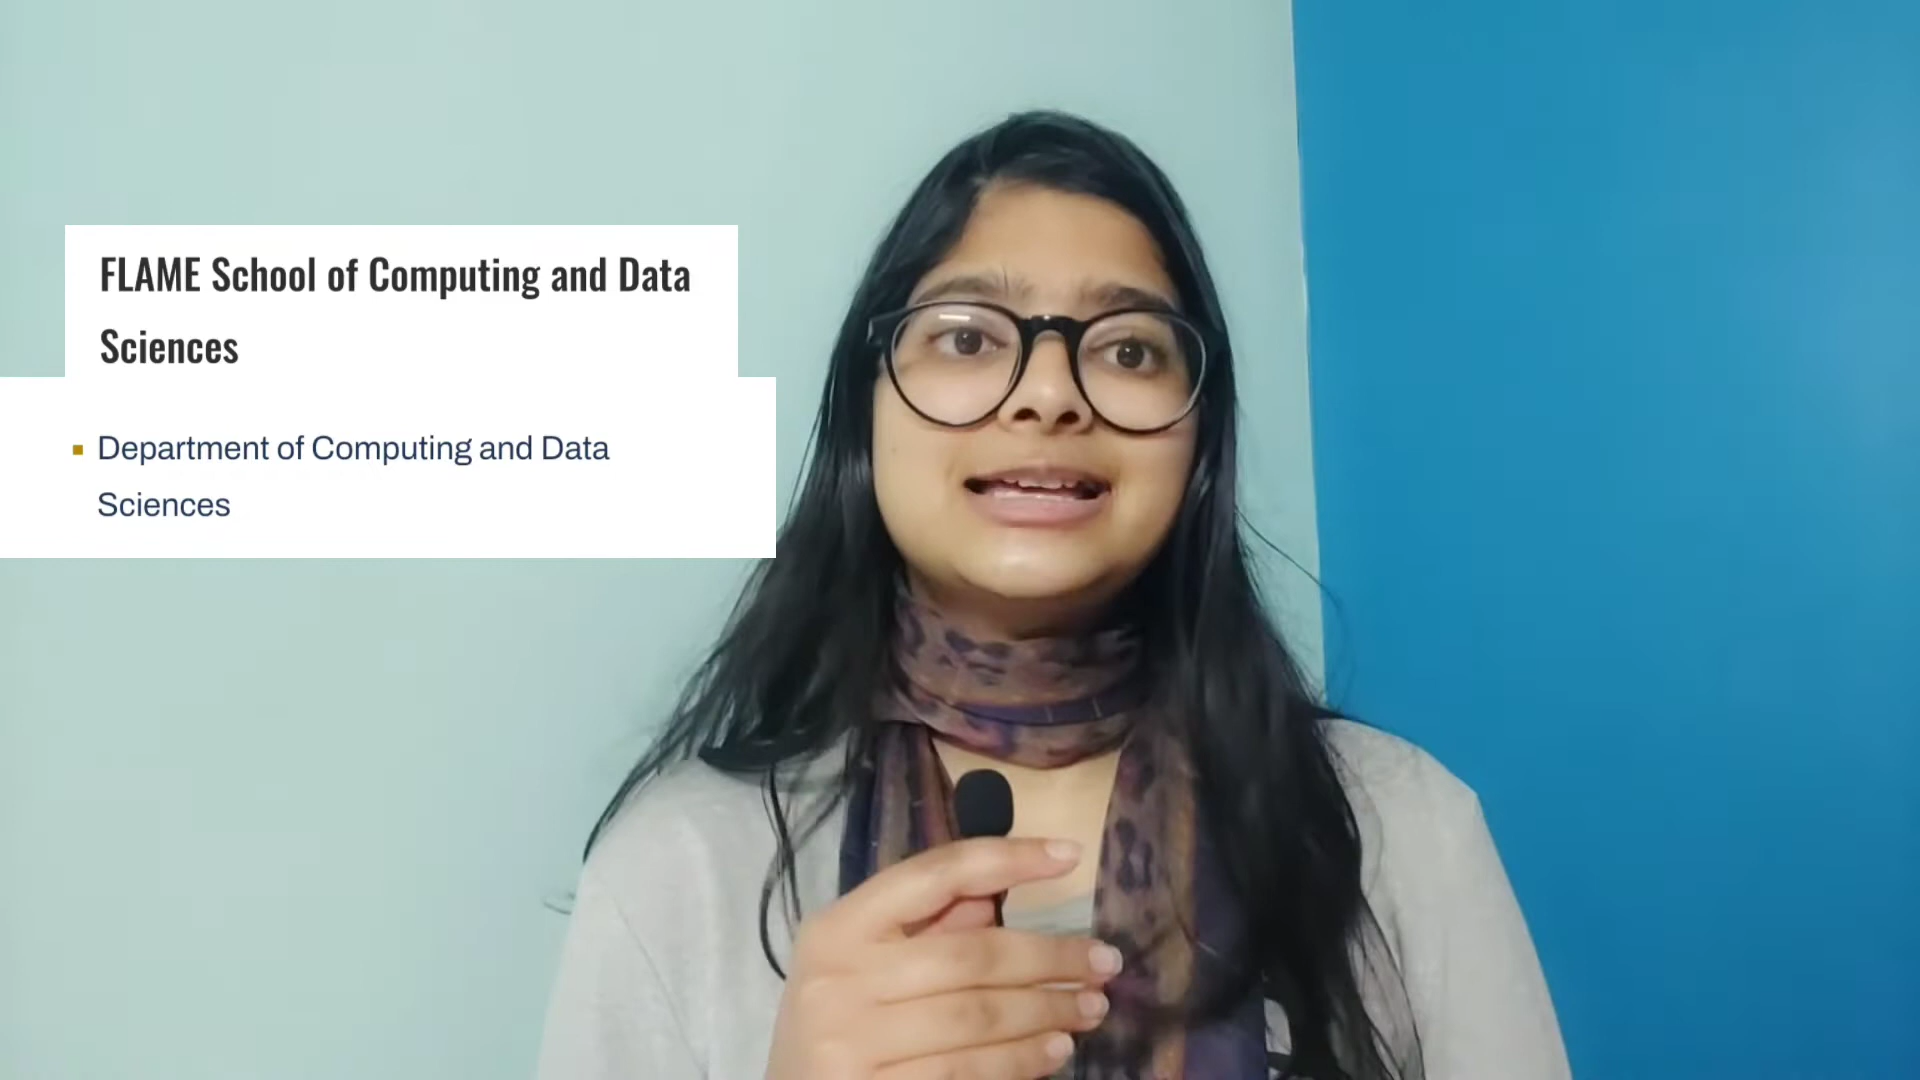 FLAME School of Computing and Data
Sciences
Department of Computing and Data
Sciences